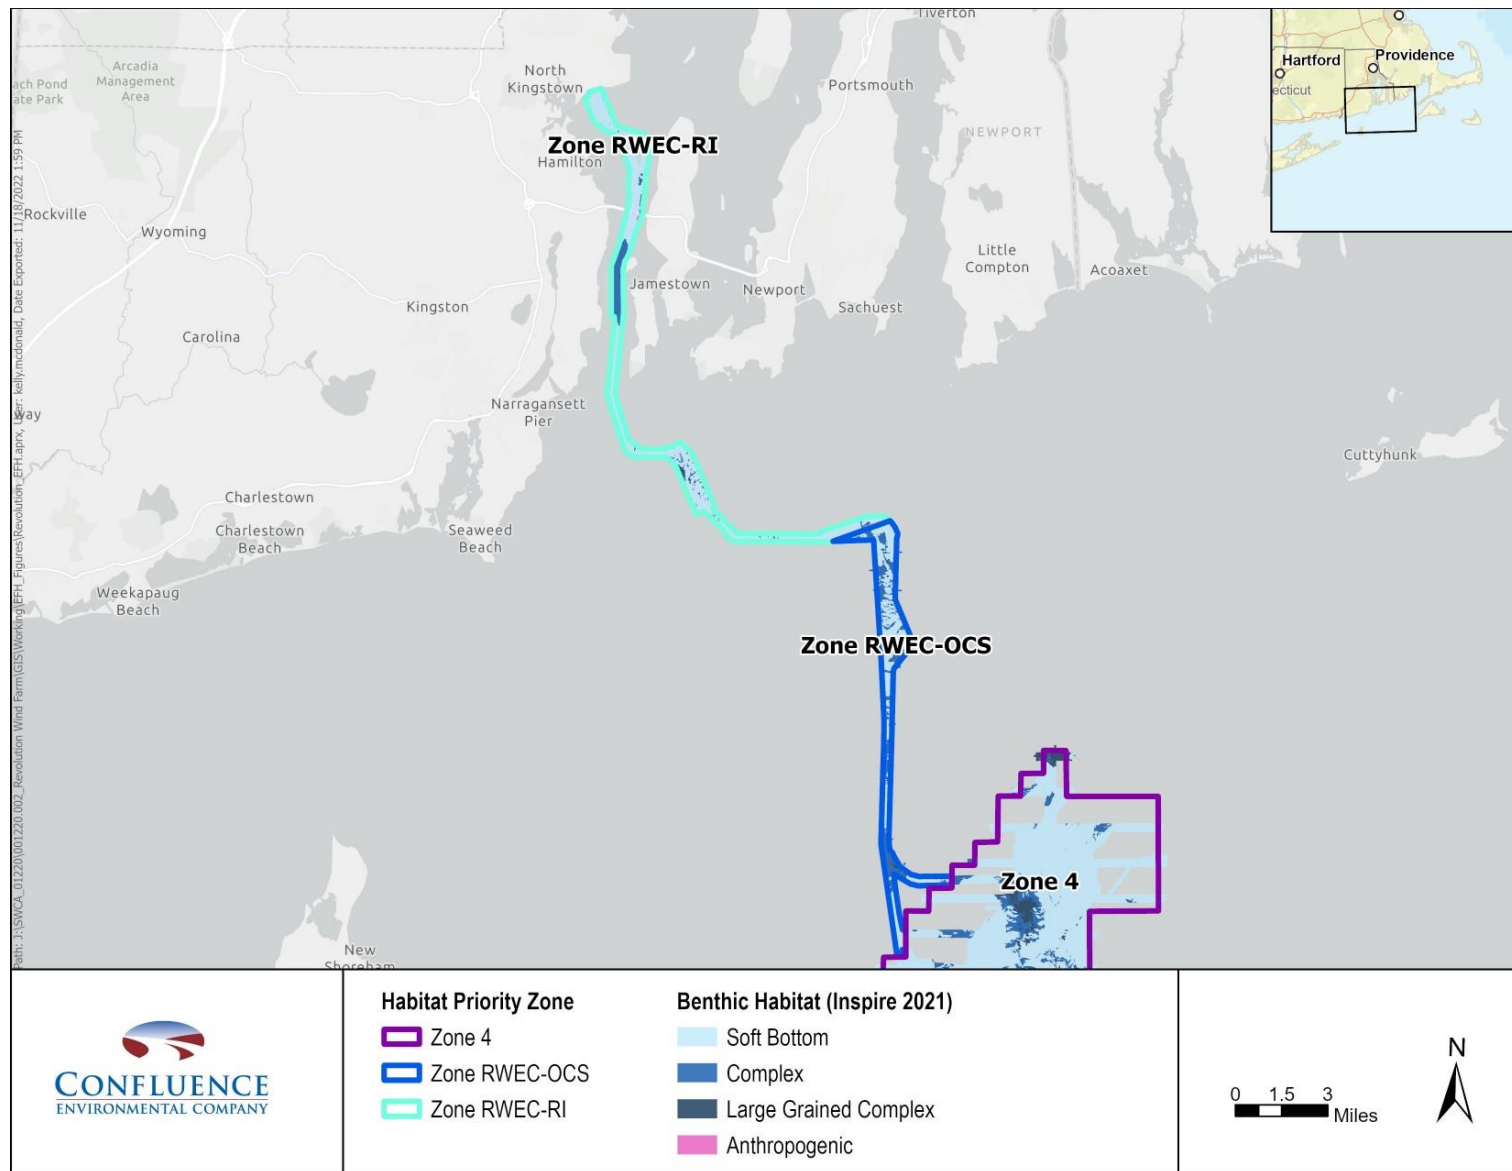 Tiverton
Arcadia
Management
Area
ach Pond
ate Park
North
Kingstown
Portsmouth
NEWPORT
Hartford
Providence
ecticut
Zone RWEC-RI
Hamilton
Rockville
Wyoming
Little
Compton
Acoaxet
Jamestown
Newport
Sachuest
Kingston
Carolina
way
Narragansett
Pier
Cuttyhunk
Charlestown
Charlestown
Beach
Seaweed
Beach
Weekapaug
Beach
Zone RWEC-OCS
Zone 4
New
Shoreham
Path: J:\SWCA_01220\001220.002_Revolution Wind Farm\GIS\Working\EFH_Figures\Revolution_EFH.aprx, User: kelly.mcdonald, Date Exported: 11/18/2022 1:59 PM
CONFLUENCE
ENVIRONMENTAL COMPANY
Habitat Priority Zone
Zone 4
Zone RWEC-OCS
Zone RWEC-RI
Benthic Habitat (Inspire 2021)
Soft Bottom
Complex
Large Grained Complex
Anthropogenic
0 1.5 3
Miles
N